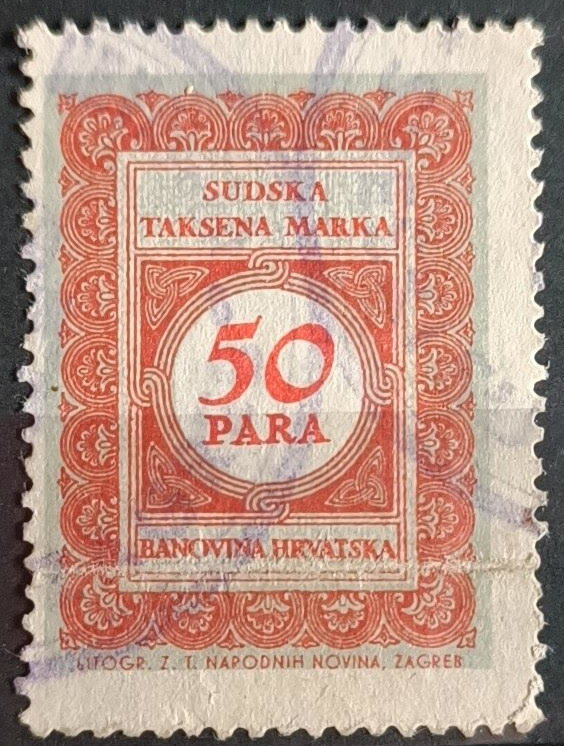 SUDSKA
TAKSENA MARKA
50
PARA
BANOVINA HRVATSKA
LITOGR. Z. T. NARODNIH NOVINA, ZAGREB